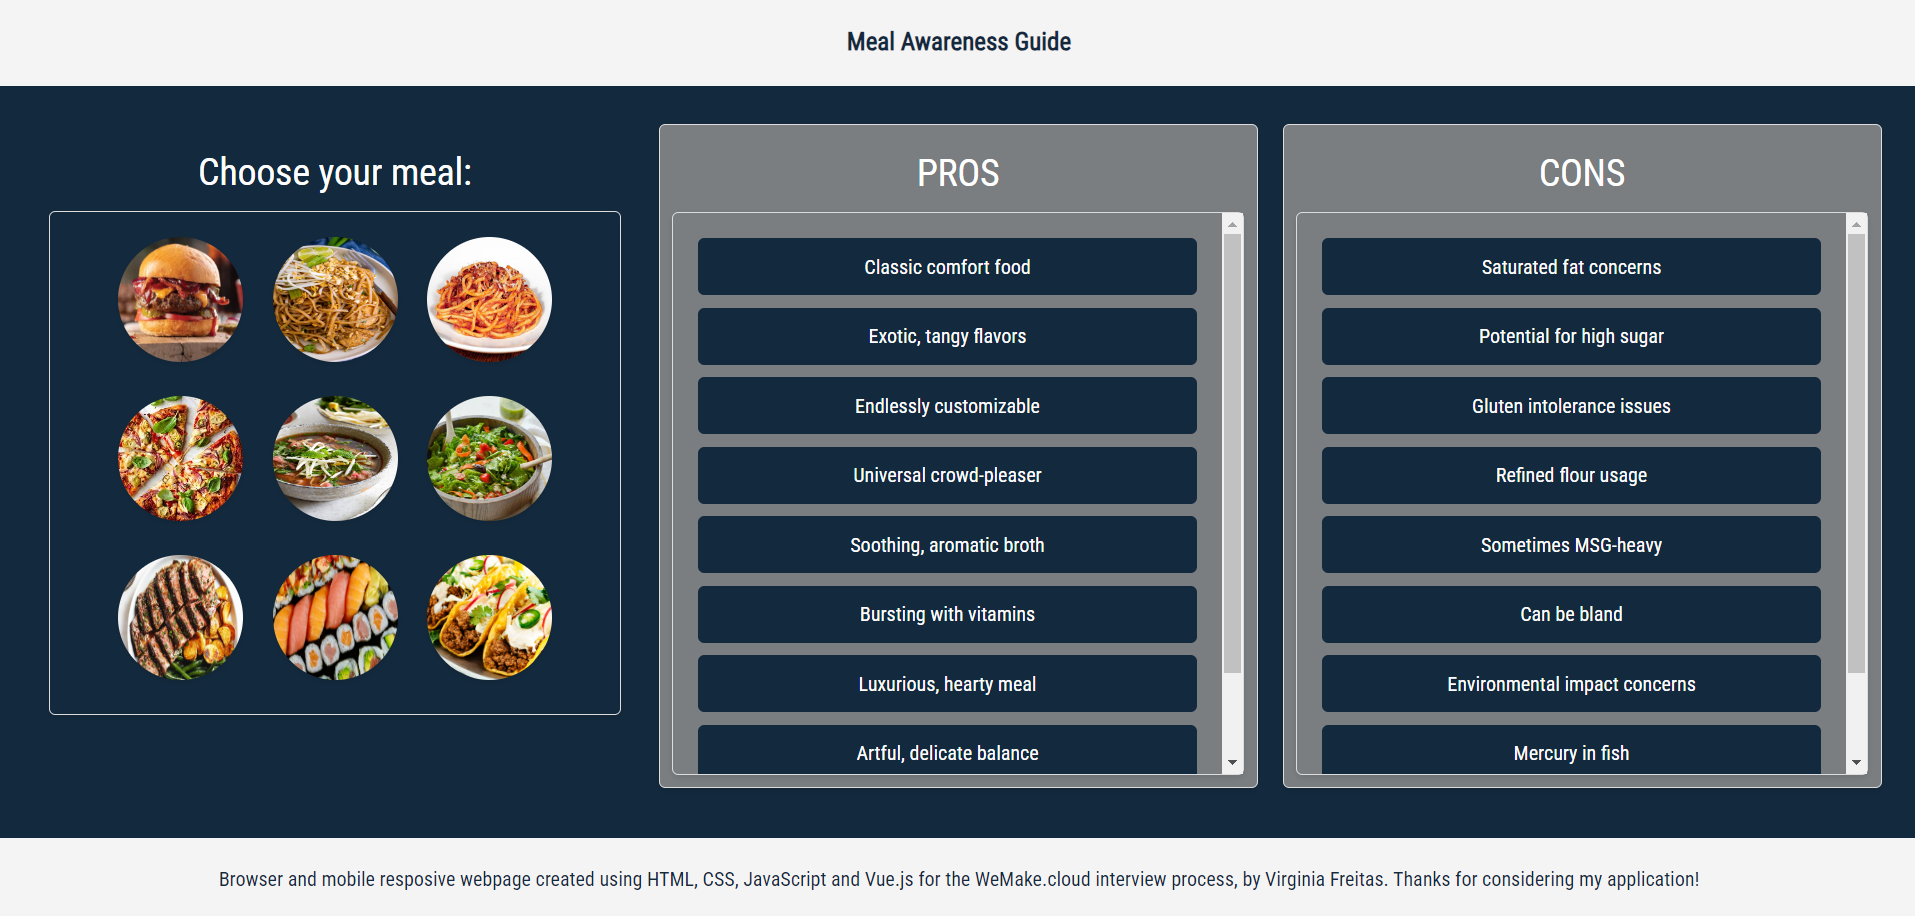 Meal Awareness Guide
Choose your meal:
PROS
Classic comfort food
Exotic, tangy flavors
Endlessly customizable
Universal crowd-pleaser
Soothing, aromatic broth
Bursting with vitamins
Luxurious, hearty meal
Artful, delicate balance
CONS
Saturated fat concerns
Potential for high sugar
Gluten intolerance issues
Refined flour usage
Sometimes MSG-heavy
Can be bland
Environmental impact concerns
Mercury in fish
Browser and mobile resposive webpage created using HTML, CSS, JavaScript and Vue.js for the WeMake.cloud interview process, by Virginia Freitas. Thanks for considering my application!